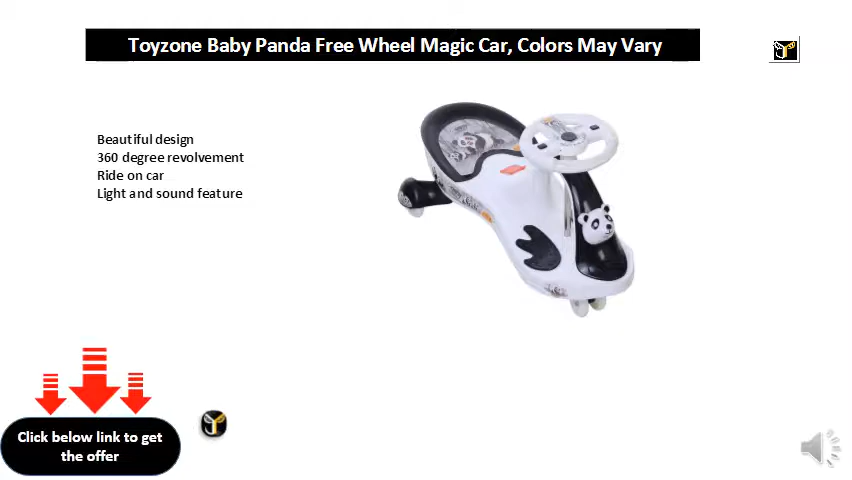 Toyzone Baby Panda Free Wheel Magic Car, Colors May Vary
Beautiful design
360 degree revolvement
Ride on car
Light and sound feature
Click below link to get
the offer